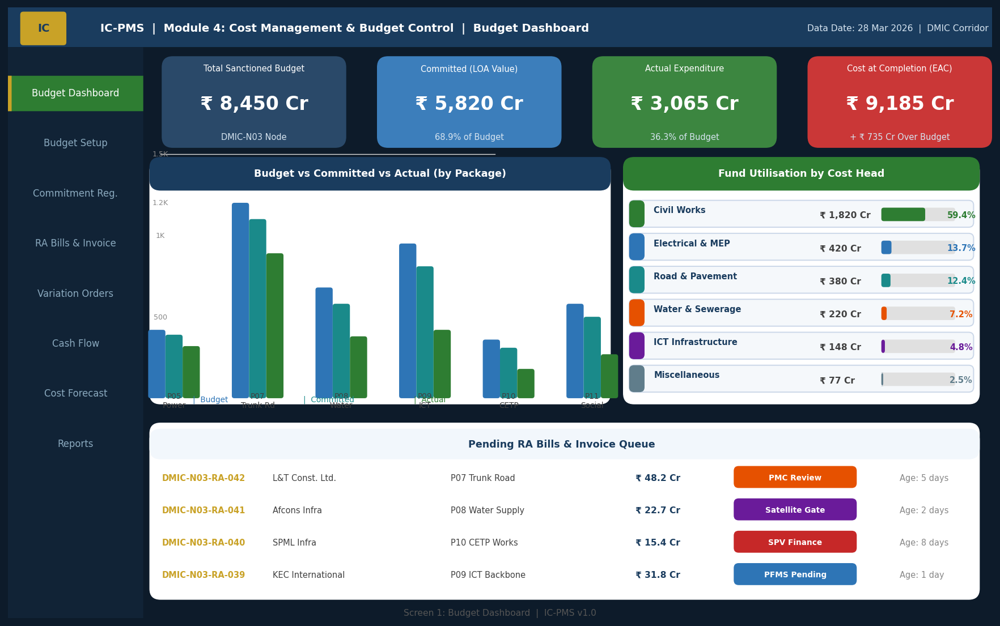 IC
IC-PMS | Module 4: Cost Management & Budget Control | Budget Dashboard
Data Date: 28 Mar 2026 | DMIC Corridor
Budget Dashboard
Budget Setup
Commitment Reg.
RA Bills & Invoice
Variation Orders
Cash Flow
Cost Forecast
Reports
Total Sanctioned Budget
₹ 8,450 Cr
DMIC-N03 Node
Committed (LOA Value)
₹ 5,820 Cr
68.9% of Budget
Actual Expenditure
₹ 3,065 Cr
36.3% of Budget
Cost at Completion (EAC)
₹ 9,185 Cr
+ ₹ 735 Cr Over Budget
Budget vs Committed vs Actual (by Package)
1.5K
1.2K
1K
500
P05
Power
P07
Trunk Rd
P08
Water
P09
ICT
P10
CETP
P11
Social
| Budget
| Committed
| Actual
Fund Utilisation by Cost Head
Civil Works ₹ 1,820 Cr 59.4%
Electrical & MEP ₹ 420 Cr 13.7%
Road & Pavement ₹ 380 Cr 12.4%
Water & Sewerage ₹ 220 Cr 7.2%
ICT Infrastructure ₹ 148 Cr 4.8%
Miscellaneous ₹ 77 Cr 2.5%
Pending RA Bills & Invoice Queue
DMIC-N03-RA-042 L&T Const. Ltd. P07 Trunk Road ₹ 48.2 Cr PMC Review Age: 5 days
DMIC-N03-RA-041 Afcons Infra P08 Water Supply ₹ 22.7 Cr Satellite Gate Age: 2 days
DMIC-N03-RA-040 SPML Infra P10 CETP Works ₹ 15.4 Cr SPV Finance Age: 8 days
DMIC-N03-RA-039 KEC International P09 ICT Backbone ₹ 31.8 Cr PFMS Pending Age: 1 day
Screen 1: Budget Dashboard | IC-PMS v1.0